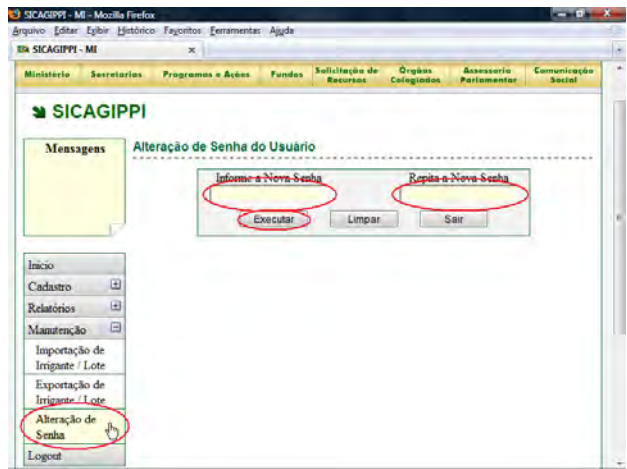 SICAGIPPI - MI - Mozilla Firefox
Arquivo Editar Exibir Histórico Favoritos Ferramentas Ajuda
SICAGIPPI - MI
Ministério Secretarias Programas e Ações Fundos Solicitação de Recursos Órgãos Colegiados Assessoria Parlamentar Comunicação Social
SICAGIPPI
Mensagens
Alteração de Senha do Usuário
Informe a Nova Senha Repita a Nova Senha
Executar Limpar Sair
Início
Cadastro
Relatórios
Manutenção
Importação de
Irrigante / Lote
Exportação de
Irrigante / Lote
Alteração de
Senha
Logout